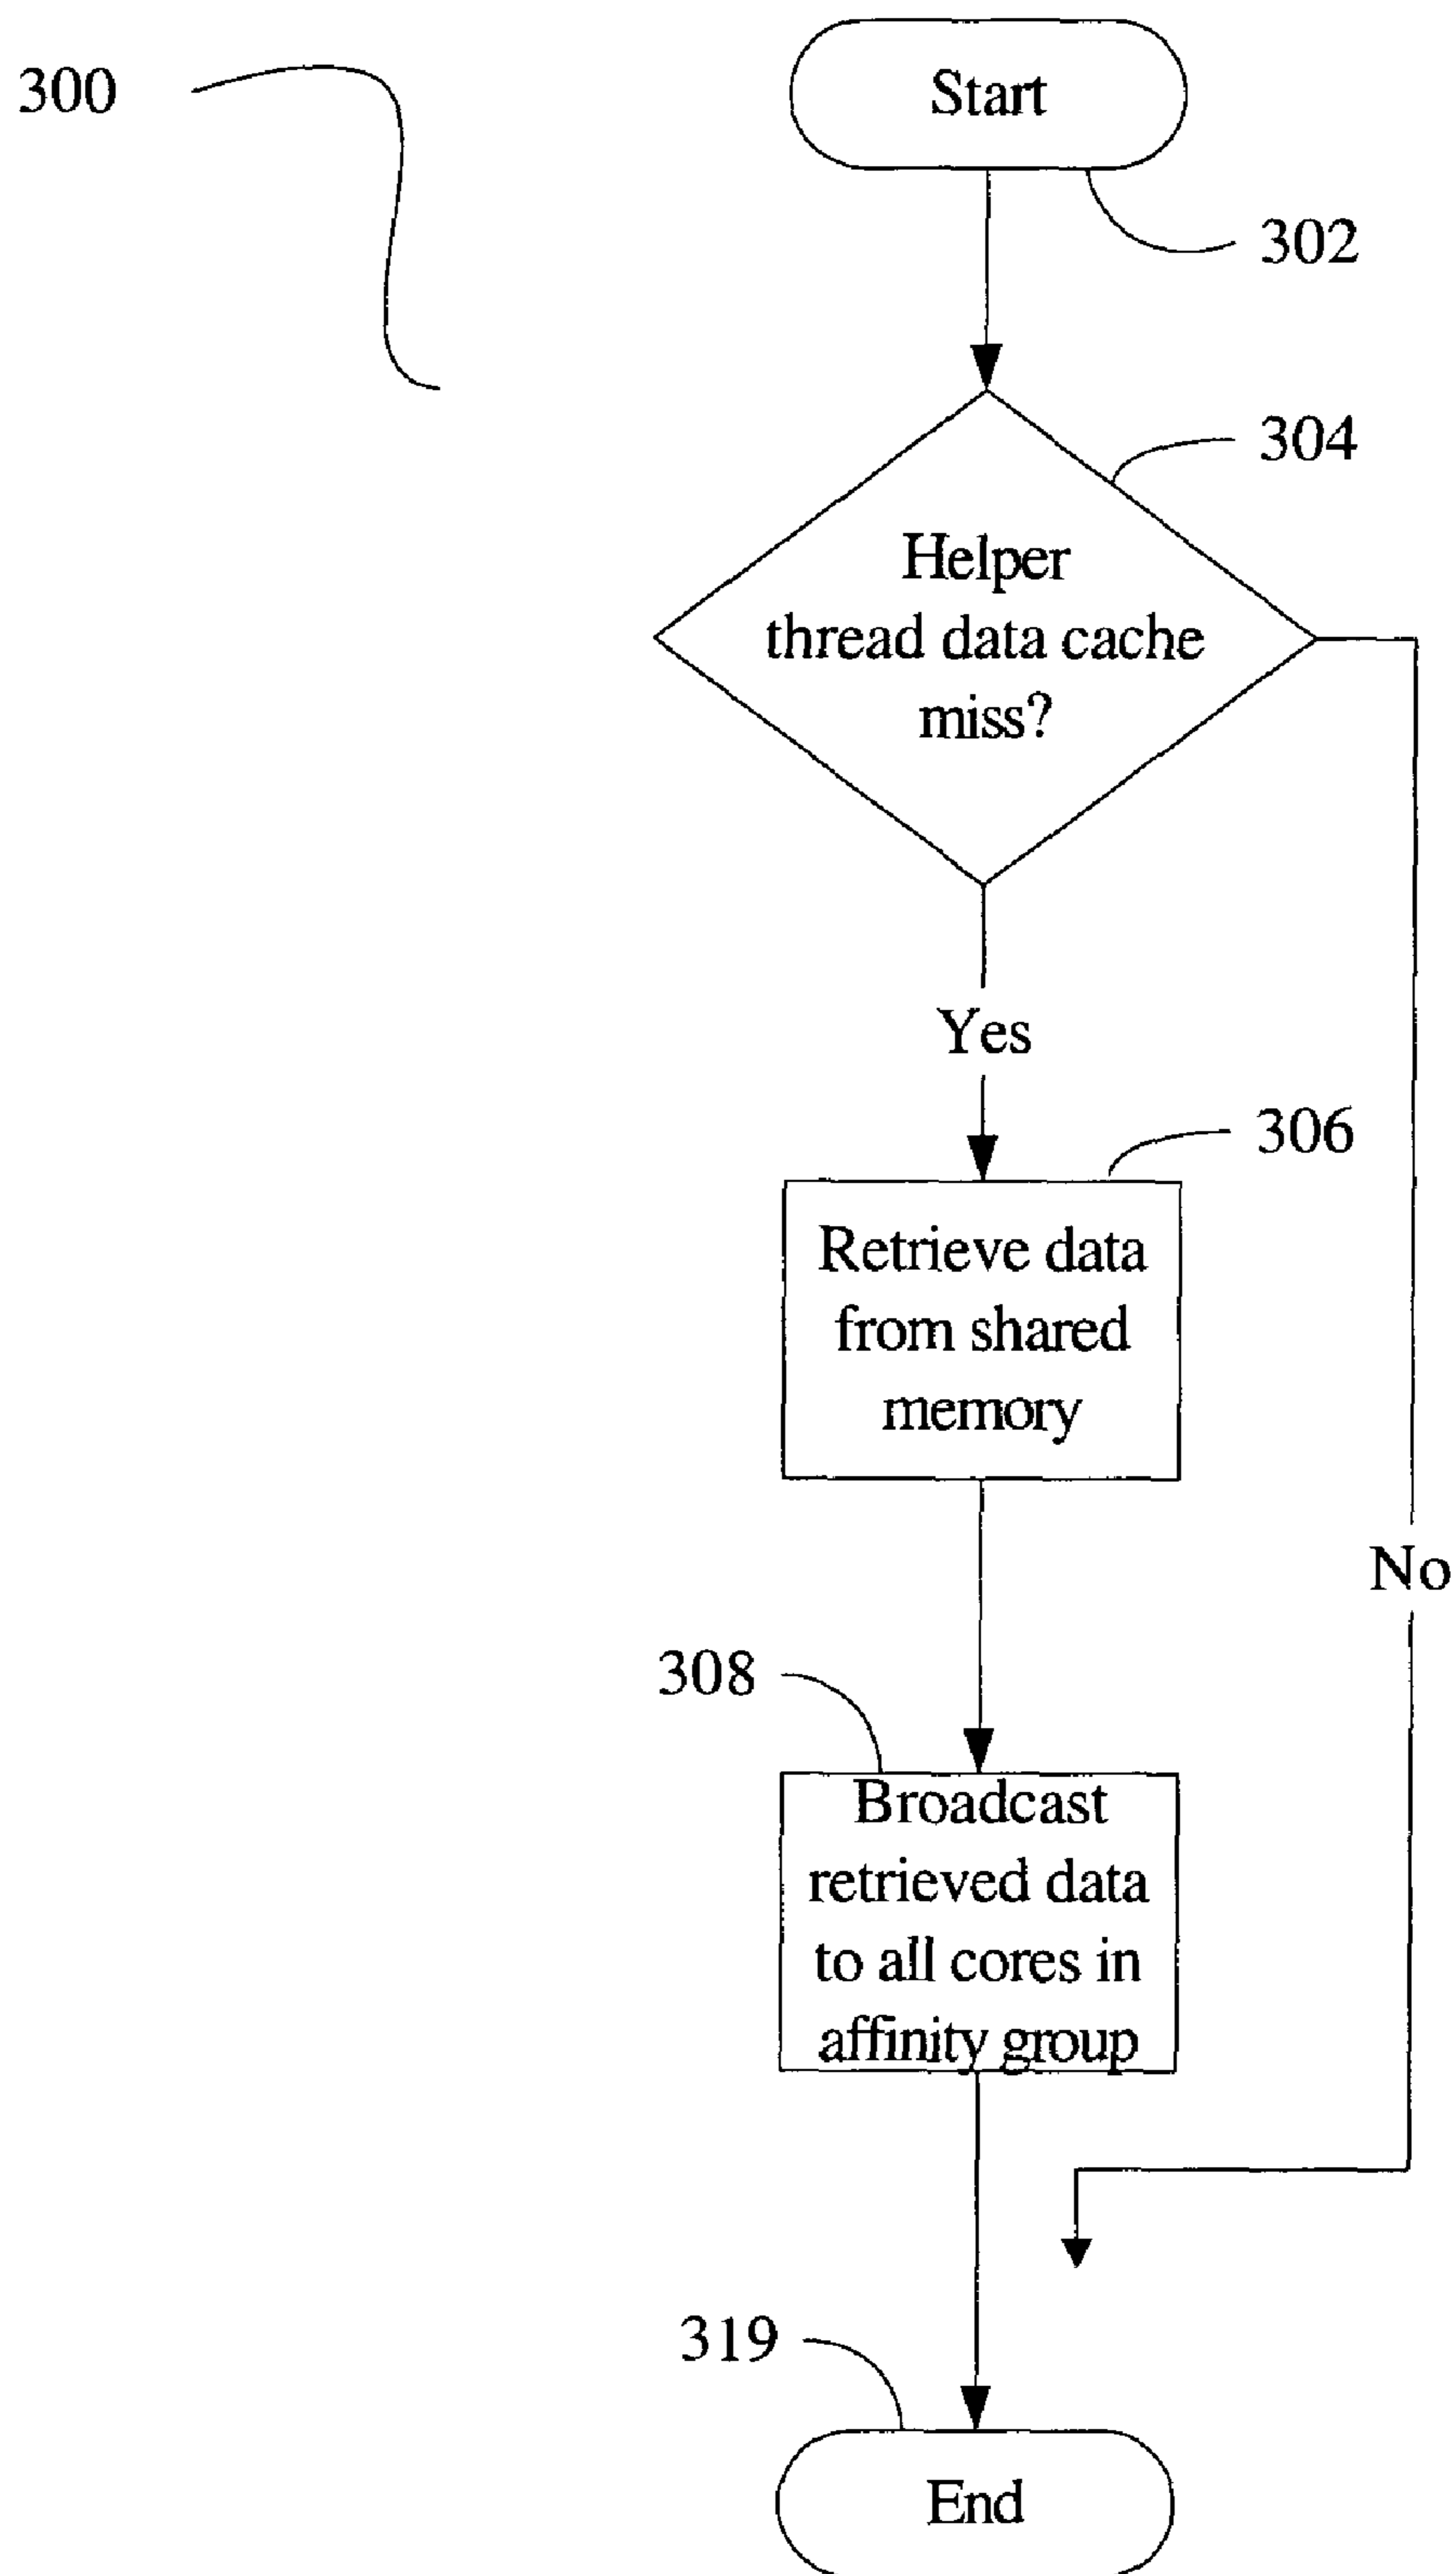 300
Start
302
304
Helper
thread data cache
miss?
Yes
306
Retrieve data
from shared
memory
No
308
Broadcast
retrieved data
to all cores in
affinity group
319
End